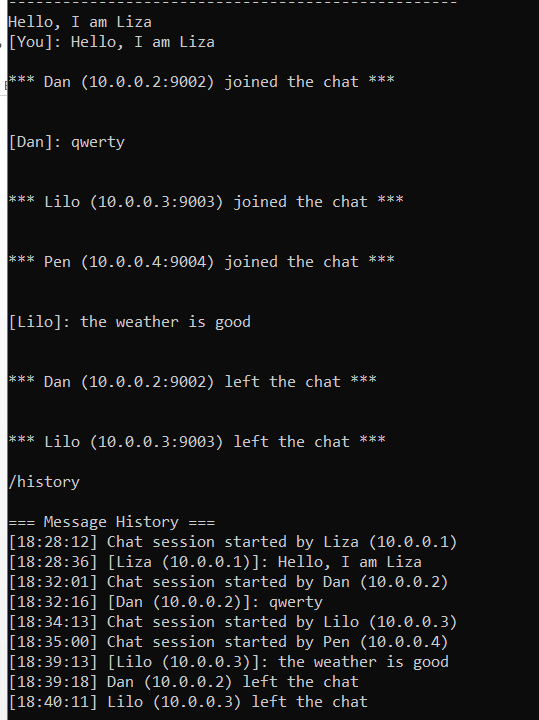 --------------------------------------------------
Hello, I am Liza
[You]: Hello, I am Liza
*** Dan (10.0.0.2:9002) joined the chat ***
[Dan]: qwerty
*** Lilo (10.0.0.3:9003) joined the chat ***
*** Pen (10.0.0.4:9004) joined the chat ***
[Lilo]: the weather is good
*** Dan (10.0.0.2:9002) left the chat ***
*** Lilo (10.0.0.3:9003) left the chat ***
/history
=== Message History ===
[18:28:12] Chat session started by Liza (10.0.0.1)
[18:28:36] [Liza (10.0.0.1)]: Hello, I am Liza
[18:32:01] Chat session started by Dan (10.0.0.2)
[18:32:16] [Dan (10.0.0.2)]: qwerty
[18:34:13] Chat session started by Lilo (10.0.0.3)
[18:35:00] Chat session started by Pen (10.0.0.4)
[18:39:13] [Lilo (10.0.0.3)]: the weather is good
[18:39:18] Dan (10.0.0.2) left the chat
[18:40:11] Lilo (10.0.0.3) left the chat